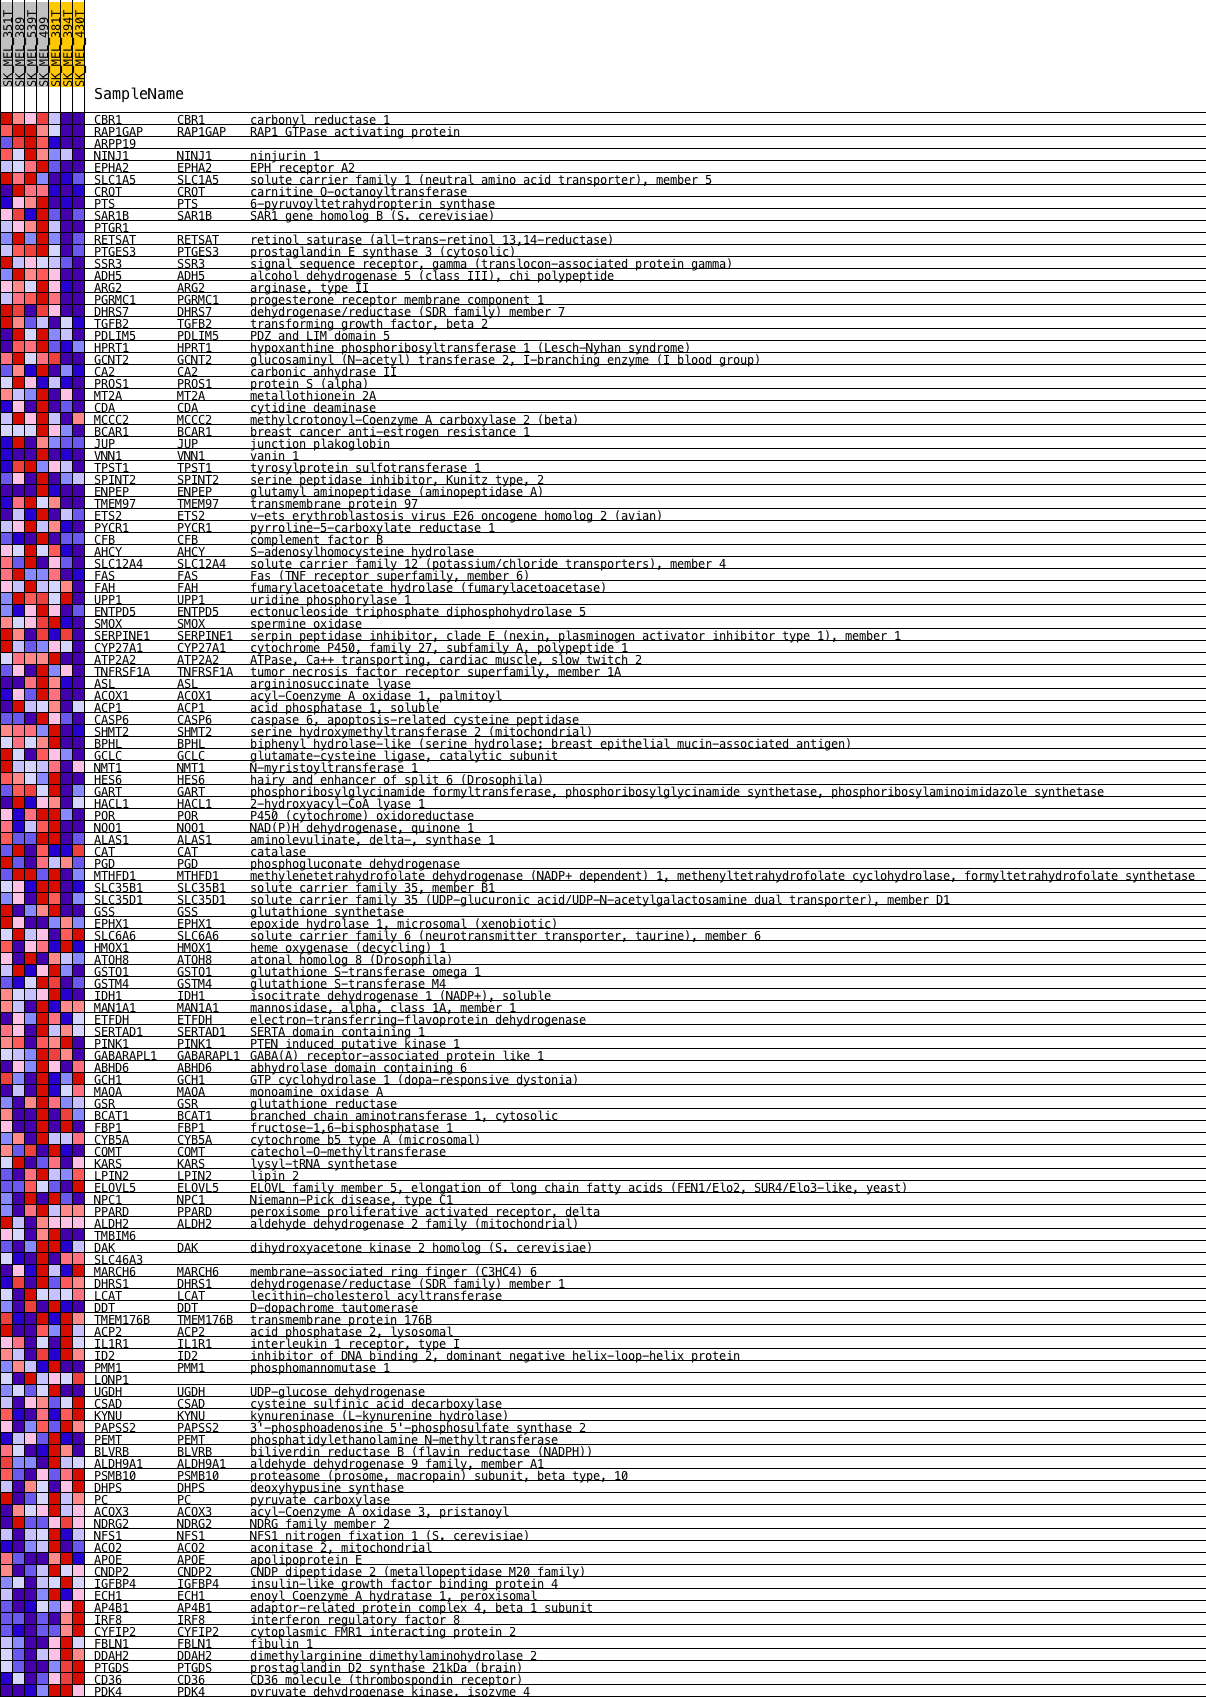 SK_MEL_351T
SK_MEL_389
SK_MEL_539T
SK_MEL_499
SK_MEL_381T
SK_MEL_394T
SK_MEL_430T
SampleName
CBR1 CBR1 carbonyl reductase 1
RAP1GAP RAP1GAP RAP1 GTPase activating protein
ARPP19
NINJ1 NINJ1 ninjurin 1
EPHA2 EPHA2 EPH receptor A2
SLC1A5 SLC1A5 solute carrier family 1 (neutral amino acid transporter), member 5
CROT CROT carnitine O-octanoyltransferase
PTS PTS 6-pyruvoyltetrahydropterin synthase
SAR1B SAR1B SAR1 gene homolog B (S. cerevisiae)
PTGR1
RETSAT RETSAT retinol saturase (all-trans-retinol 13,14-reductase)
PTGES3 PTGES3 prostaglandin E synthase 3 (cytosolic)
SSR3 SSR3 signal sequence receptor, gamma (translocon-associated protein gamma)
ADH5 ADH5 alcohol dehydrogenase 5 (class III), chi polypeptide
ARG2 ARG2 arginase, type II
PGRMC1 PGRMC1 progesterone receptor membrane component 1
DHRS7 DHRS7 dehydrogenase/reductase (SDR family) member 7
TGFB2 TGFB2 transforming growth factor, beta 2
PDLIM5 PDLIM5 PDZ and LIM domain 5
HPRT1 HPRT1 hypoxanthine phosphoribosyltransferase 1 (Lesch-Nyhan syndrome)
GCNT2 GCNT2 glucosaminyl (N-acetyl) transferase 2, I-branching enzyme (I blood group)
CA2 CA2 carbonic anhydrase II
PROS1 PROS1 protein S (alpha)
MT2A MT2A metallothionein 2A
CDA CDA cytidine deaminase
MCCC2 MCCC2 methylcrotonoyl-Coenzyme A carboxylase 2 (beta)
BCAR1 BCAR1 breast cancer anti-estrogen resistance 1
JUP JUP junction plakoglobin
VNN1 VNN1 vanin 1
TPST1 TPST1 tyrosylprotein sulfotransferase 1
SPINT2 SPINT2 serine peptidase inhibitor, Kunitz type, 2
ENPEP ENPEP glutamyl aminopeptidase (aminopeptidase A)
TMEM97 TMEM97 transmembrane protein 97
ETS2 ETS2 v-ets erythroblastosis virus E26 oncogene homolog 2 (avian)
PYCR1 PYCR1 pyrroline-5-carboxylate reductase 1
CFB CFB complement factor B
AHCY AHCY S-adenosylhomocysteine hydrolase
SLC12A4 SLC12A4 solute carrier family 12 (potassium/chloride transporters), member 4
FAS FAS Fas (TNF receptor superfamily, member 6)
FAH FAH fumarylacetoacetate hydrolase (fumarylacetoacetase)
UPP1 UPP1 uridine phosphorylase 1
ENTPD5 ENTPD5 ectonucleoside triphosphate diphosphohydrolase 5
SMOX SMOX spermine oxidase
SERPINE1 SERPINE1 serpin peptidase inhibitor, clade E (nexin, plasminogen activator inhibitor type 1), member 1
CYP27A1 CYP27A1 cytochrome P450, family 27, subfamily A, polypeptide 1
ATP2A2 ATP2A2 ATPase, Ca++ transporting, cardiac muscle, slow twitch 2
TNFRSF1A TNFRSF1A tumor necrosis factor receptor superfamily, member 1A
ASL ASL argininosuccinate lyase
ACOX1 ACOX1 acyl-Coenzyme A oxidase 1, palmitoyl
ACP1 ACP1 acid phosphatase 1, soluble
CASP6 CASP6 caspase 6, apoptosis-related cysteine peptidase
SHMT2 SHMT2 serine hydroxymethyltransferase 2 (mitochondrial)
BPHL BPHL biphenyl hydrolase-like (serine hydrolase; breast epithelial mucin-associated antigen)
GCLC GCLC glutamate-cysteine ligase, catalytic subunit
NMT1 NMT1 N-myristoyltransferase 1
HES6 HES6 hairy and enhancer of split 6 (Drosophila)
GART GART phosphoribosylglycinamide formyltransferase, phosphoribosylglycinamide synthetase, phosphoribosylaminoimidazole synthetase
HACL1 HACL1 2-hydroxyacyl-CoA lyase 1
POR POR P450 (cytochrome) oxidoreductase
NQO1 NQO1 NAD(P)H dehydrogenase, quinone 1
ALAS1 ALAS1 aminolevulinate, delta-, synthase 1
CAT CAT catalase
PGD PGD phosphogluconate dehydrogenase
MTHFD1 MTHFD1 methylenetetrahydrofolate dehydrogenase (NADP+ dependent) 1, methenyltetrahydrofolate cyclohydrolase, formyltetrahydrofolate synthetase
SLC35B1 SLC35B1 solute carrier family 35, member B1
SLC35D1 SLC35D1 solute carrier family 35 (UDP-glucuronic acid/UDP-N-acetylgalactosamine dual transporter), member D1
GSS GSS glutathione synthetase
EPHX1 EPHX1 epoxide hydrolase 1, microsomal (xenobiotic)
SLC6A6 SLC6A6 solute carrier family 6 (neurotransmitter transporter, taurine), member 6
HMOX1 HMOX1 heme oxygenase (decycling) 1
ATOH8 ATOH8 atonal homolog 8 (Drosophila)
GSTO1 GSTO1 glutathione S-transferase omega 1
GSTM4 GSTM4 glutathione S-transferase M4
IDH1 IDH1 isocitrate dehydrogenase 1 (NADP+), soluble
MAN1A1 MAN1A1 mannosidase, alpha, class 1A, member 1
ETFDH ETFDH electron-transferring-flavoprotein dehydrogenase
SERTAD1 SERTAD1 SERTA domain containing 1
PINK1 PINK1 PTEN induced putative kinase 1
GABARAPL1 GABARAPL1 GABA(A) receptor-associated protein like 1
ABHD6 ABHD6 abhydrolase domain containing 6
GCH1 GCH1 GTP cyclohydrolase 1 (dopa-responsive dystonia)
MAOA MAOA monoamine oxidase A
GSR GSR glutathione reductase
BCAT1 BCAT1 branched chain aminotransferase 1, cytosolic
FBP1 FBP1 fructose-1,6-bisphosphatase 1
CYB5A CYB5A cytochrome b5 type A (microsomal)
COMT COMT catechol-O-methyltransferase
KARS KARS lysyl-tRNA synthetase
LPIN2 LPIN2 lipin 2
ELOVL5 ELOVL5 ELOVL family member 5, elongation of long chain fatty acids (FEN1/Elo2, SUR4/Elo3-like, yeast)
NPC1 NPC1 Niemann-Pick disease, type C1
PPARD PPARD peroxisome proliferative activated receptor, delta
ALDH2 ALDH2 aldehyde dehydrogenase 2 family (mitochondrial)
TMBIM6
DAK DAK dihydroxyacetone kinase 2 homolog (S. cerevisiae)
SLC46A3
MARCH6 MARCH6 membrane-associated ring finger (C3HC4) 6
DHRS1 DHRS1 dehydrogenase/reductase (SDR family) member 1
LCAT LCAT lecithin-cholesterol acyltransferase
DDT DDT D-dopachrome tautomerase
TMEM176B TMEM176B transmembrane protein 176B
ACP2 ACP2 acid phosphatase 2, lysosomal
IL1R1 IL1R1 interleukin 1 receptor, type I
ID2 ID2 inhibitor of DNA binding 2, dominant negative helix-loop-helix protein
PMM1 PMM1 phosphomannomutase 1
LONP1
UGDH UGDH UDP-glucose dehydrogenase
CSAD CSAD cysteine sulfinic acid decarboxylase
KYNU KYNU kynureninase (L-kynurenine hydrolase)
PAPSS2 PAPSS2 3'-phosphoadenosine 5'-phosphosulfate synthase 2
PEMT PEMT phosphatidylethanolamine N-methyltransferase
BLVRB BLVRB biliverdin reductase B (flavin reductase (NADPH))
ALDH9A1 ALDH9A1 aldehyde dehydrogenase 9 family, member A1
PSMB10 PSMB10 proteasome (prosome, macropain) subunit, beta type, 10
DHPS DHPS deoxyhypusine synthase
PC PC pyruvate carboxylase
ACOX3 ACOX3 acyl-Coenzyme A oxidase 3, pristanoyl
NDRG2 NDRG2 NDRG family member 2
NFS1 NFS1 NFS1 nitrogen fixation 1 (S. cerevisiae)
ACO2 ACO2 aconitase 2, mitochondrial
APOE APOE apolipoprotein E
CNDP2 CNDP2 CNDP dipeptidase 2 (metallopeptidase M20 family)
IGFBP4 IGFBP4 insulin-like growth factor binding protein 4
ECH1 ECH1 enoyl Coenzyme A hydratase 1, peroxisomal
AP4B1 AP4B1 adaptor-related protein complex 4, beta 1 subunit
IRF8 IRF8 interferon regulatory factor 8
CYFIP2 CYFIP2 cytoplasmic FMR1 interacting protein 2
FBLN1 FBLN1 fibulin 1
DDAH2 DDAH2 dimethylarginine dimethylaminohydrolase 2
PTGDS PTGDS prostaglandin D2 synthase 21kDa (brain)
CD36 CD36 CD36 molecule (thrombospondin receptor)
PDK4 PDK4 pyruvate dehydrogenase kinase, isozyme 4